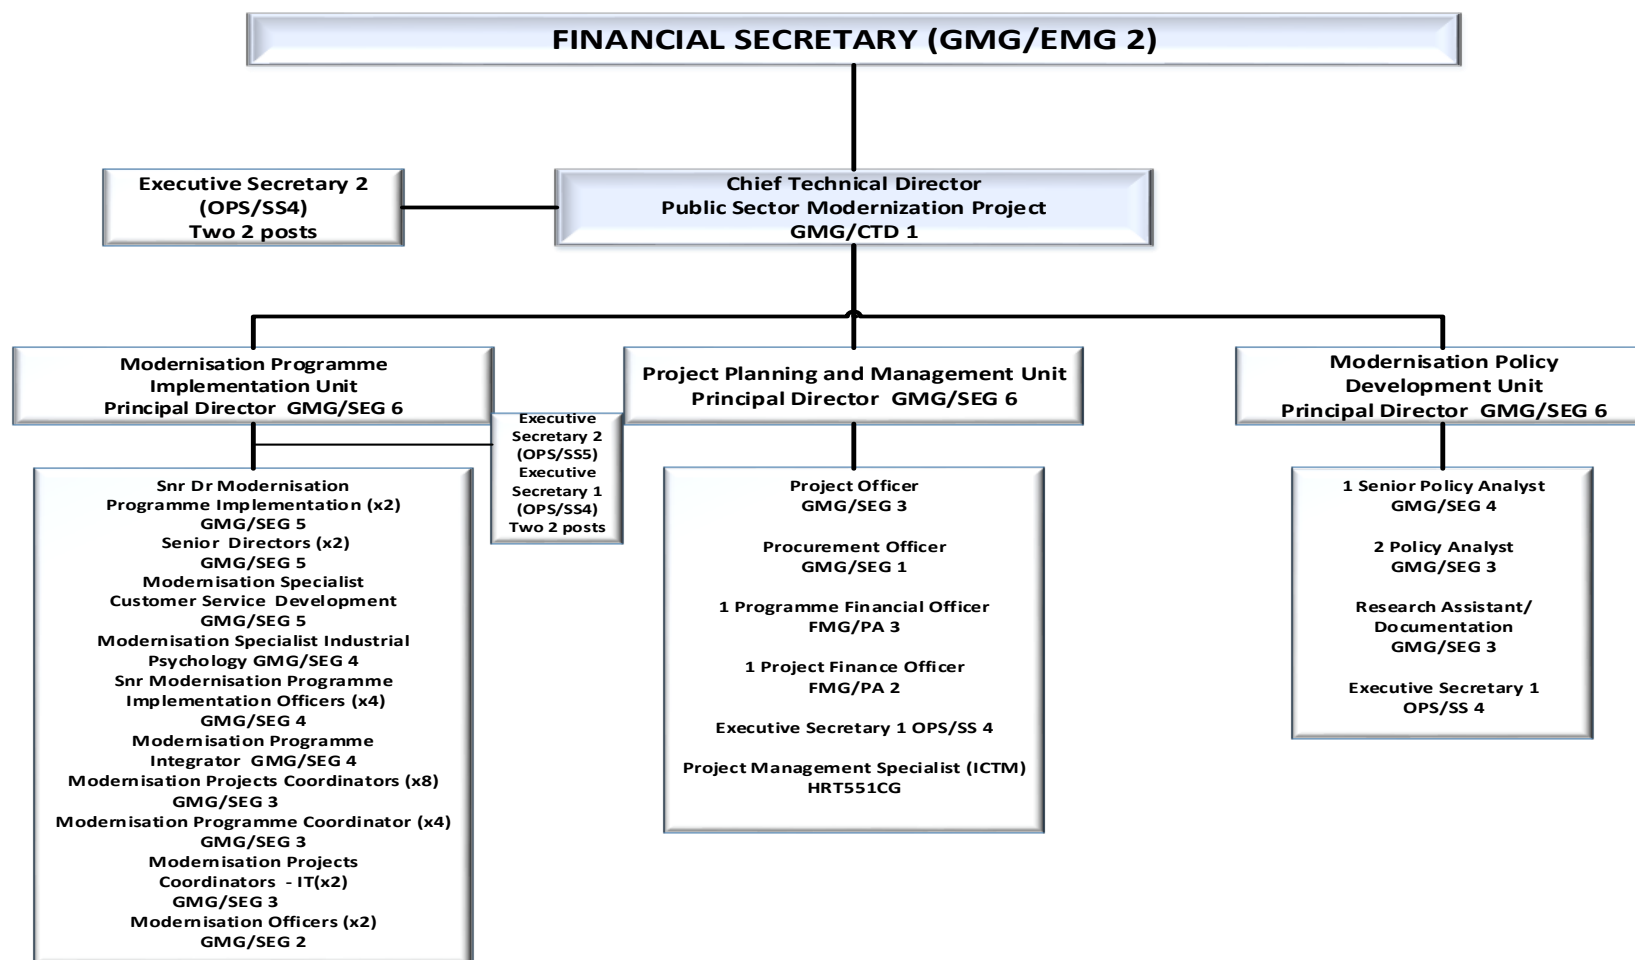 FINANCIAL SECRETARY (GMG/EMG 2)
Executive Secretary 2
(OPS/SS4)
Two 2 posts
Chief Technical Director
Public Sector Modernization Project
GMG/CTD 1
Modernisation Programme
Implementation Unit
Principal Director GMG/SEG 6
Executive
Secretary 2
(OPS/SS5)
Executive
Secretary 1
(OPS/SS4)
Two 2 posts
Project Planning and Management Unit
Principal Director GMG/SEG 6
Modernisation Policy
Development Unit
Principal Director GMG/SEG 6
Snr Dr Modernisation
Programme Implementation (x2)
GMG/SEG 5
Senior Directors (x2)
GMG/SEG 5
Modernisation Specialist
Customer Service Development
GMG/SEG 5
Modernisation Specialist Industrial
Psychology GMG/SEG 4
Snr Modernisation Programme
Implementation Officers (x4)
GMG/SEG 4
Modernisation Programme
Integrator GMG/SEG 4
Modernisation Projects Coordinators (x8)
GMG/SEG 3
Modernisation Programme Coordinator (x4)
GMG/SEG 3
Modernisation Projects
Coordinators - IT(x2)
GMG/SEG 3
Modernisation Officers (x2)
GMG/SEG 2
Project Officer
GMG/SEG 3
Procurement Officer
GMG/SEG 1
1 Programme Financial Officer
FMG/PA 3
1 Project Finance Officer
FMG/PA 2
Executive Secretary 1 OPS/SS 4
Project Management Specialist (ICTM)
HRT551CG
1 Senior Policy Analyst
GMG/SEG 4
2 Policy Analyst
GMG/SEG 3
Research Assistant/
Documentation
GMG/SEG 3
Executive Secretary 1
OPS/SS 4